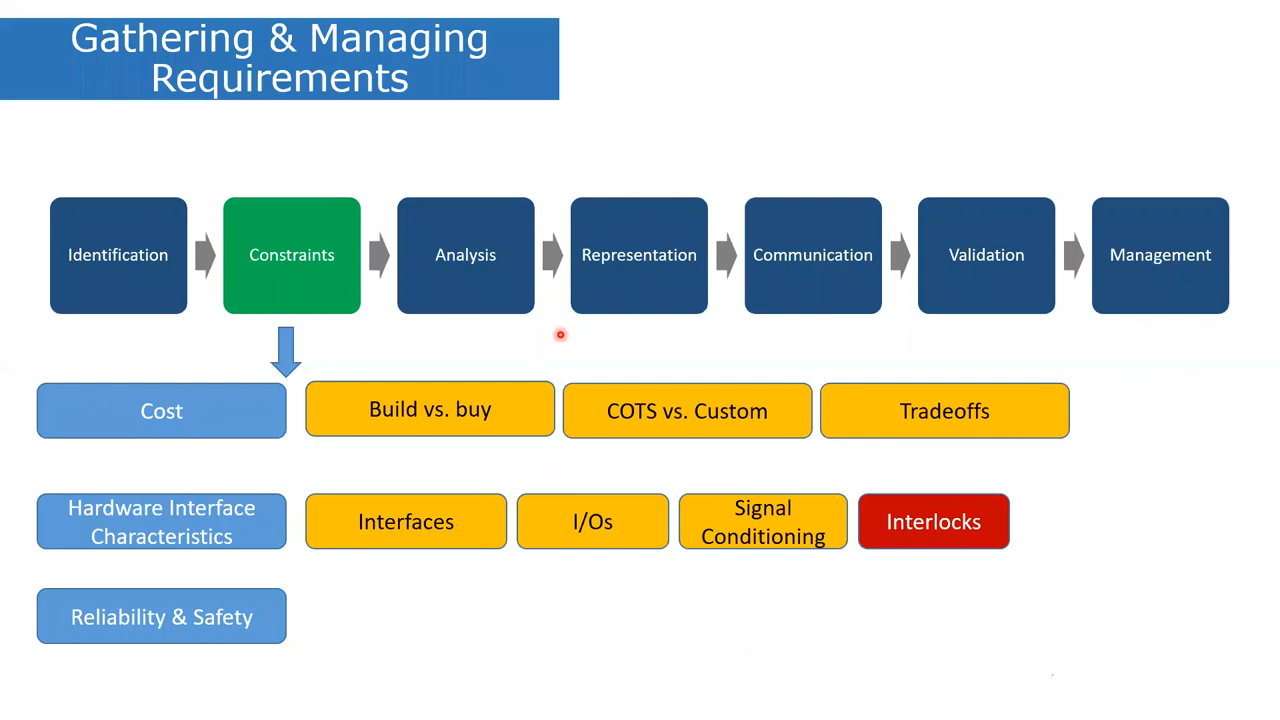 Gathering & Managing
Requirements
Identification
Constraints
Analysis
Representation
Communication
Validation
Management
Cost
Build vs. buy
COTS vs. Custom
Tradeoffs
Hardware Interface
Characteristics
Interfaces
I/Os
Signal
Conditioning
Interlocks
Reliability & Safety